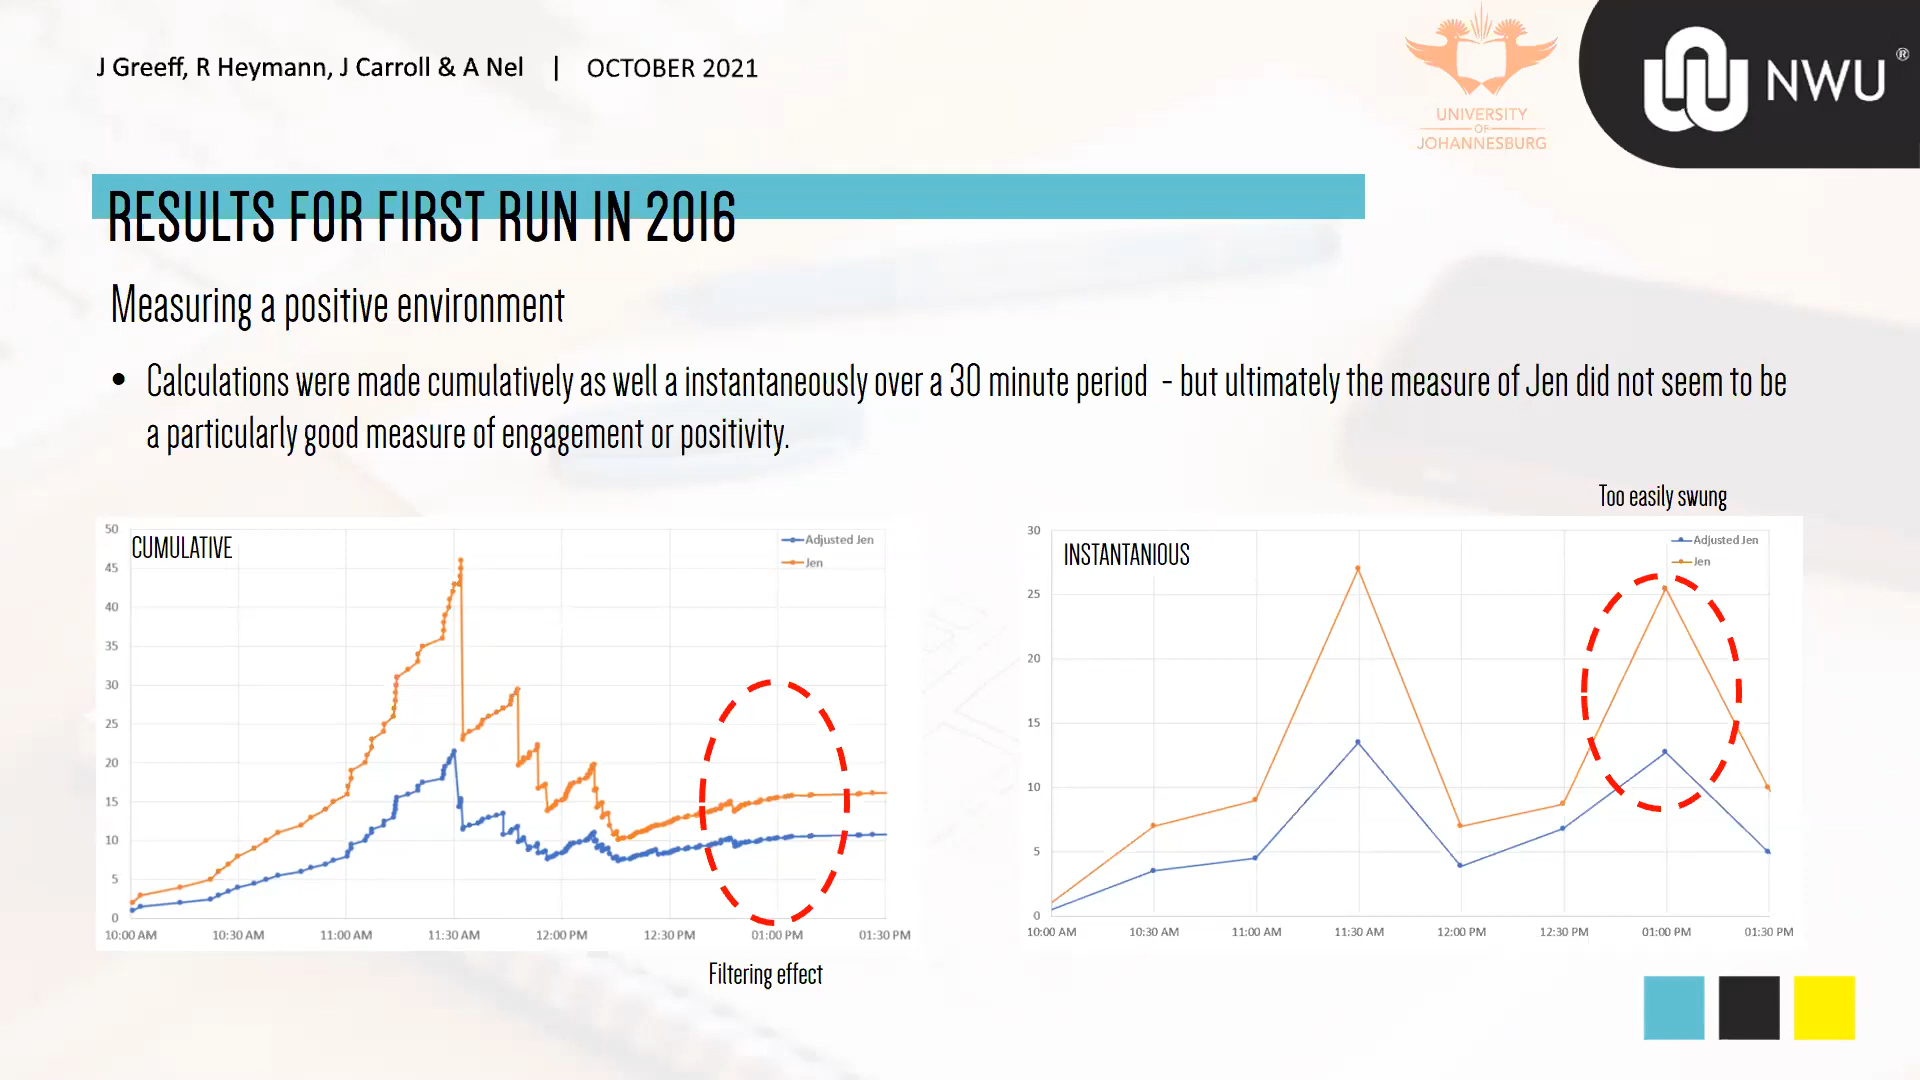 J Greeff, R Heymann, J Carroll & A Nel | OCTOBER 2021
UNIVERSITY
OF
JOHANNESBURG
NWU®
RESULTS FOR FIRST RUN IN 2016
Measuring a positive environment
• Calculations were made cumulatively as well a instantaneously over a 30 minute period - but ultimately the measure of Jen did not seem to be
a particularly good measure of engagement or positivity.
CUMULATIVE
Adjusted Jen
Jen
50
45
40
35
30
25
20
15
10
5
0
10:00 AM 10:30 AM 11:00 AM 11:30 AM 12:00 PM 12:30 PM 01:00 PM 01:30 PM
Filtering effect
Too easily swung
INSTANTANIOUS
Adjusted Jen
Jen
30
25
20
15
10
5
0
10:00 AM 10:30 AM 11:00 AM 11:30 AM 12:00 PM 12:30 PM 01:00 PM 01:30 PM